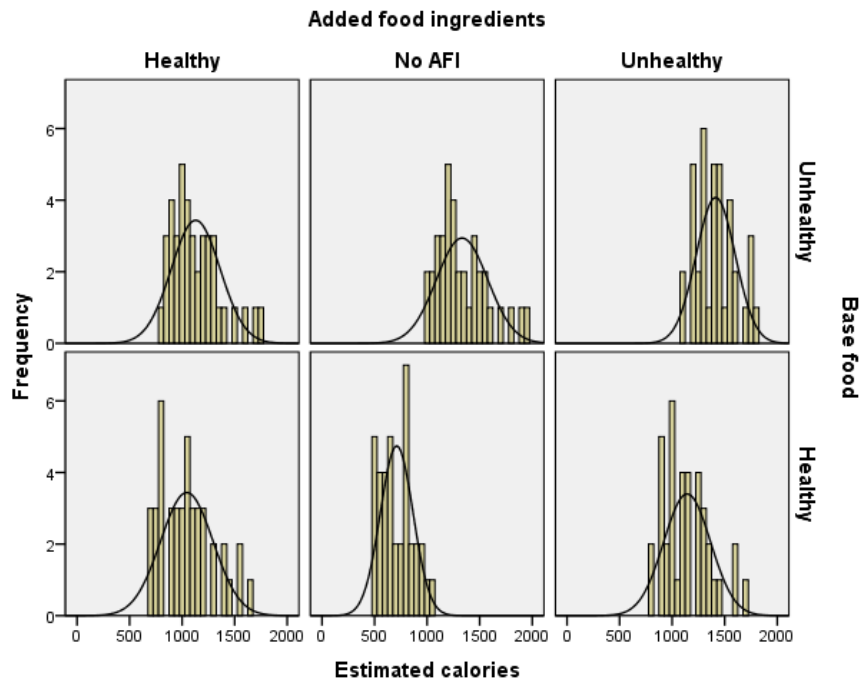 Added food ingredients
Healthy No AFI Unhealthy
6
4
2
0
Unhealthy
6
4
2
0
Healthy
Frequency
Base food
0 500 1000 1500 2000 0 500 1000 1500 2000 0 500 1000 1500 2000
Estimated calories